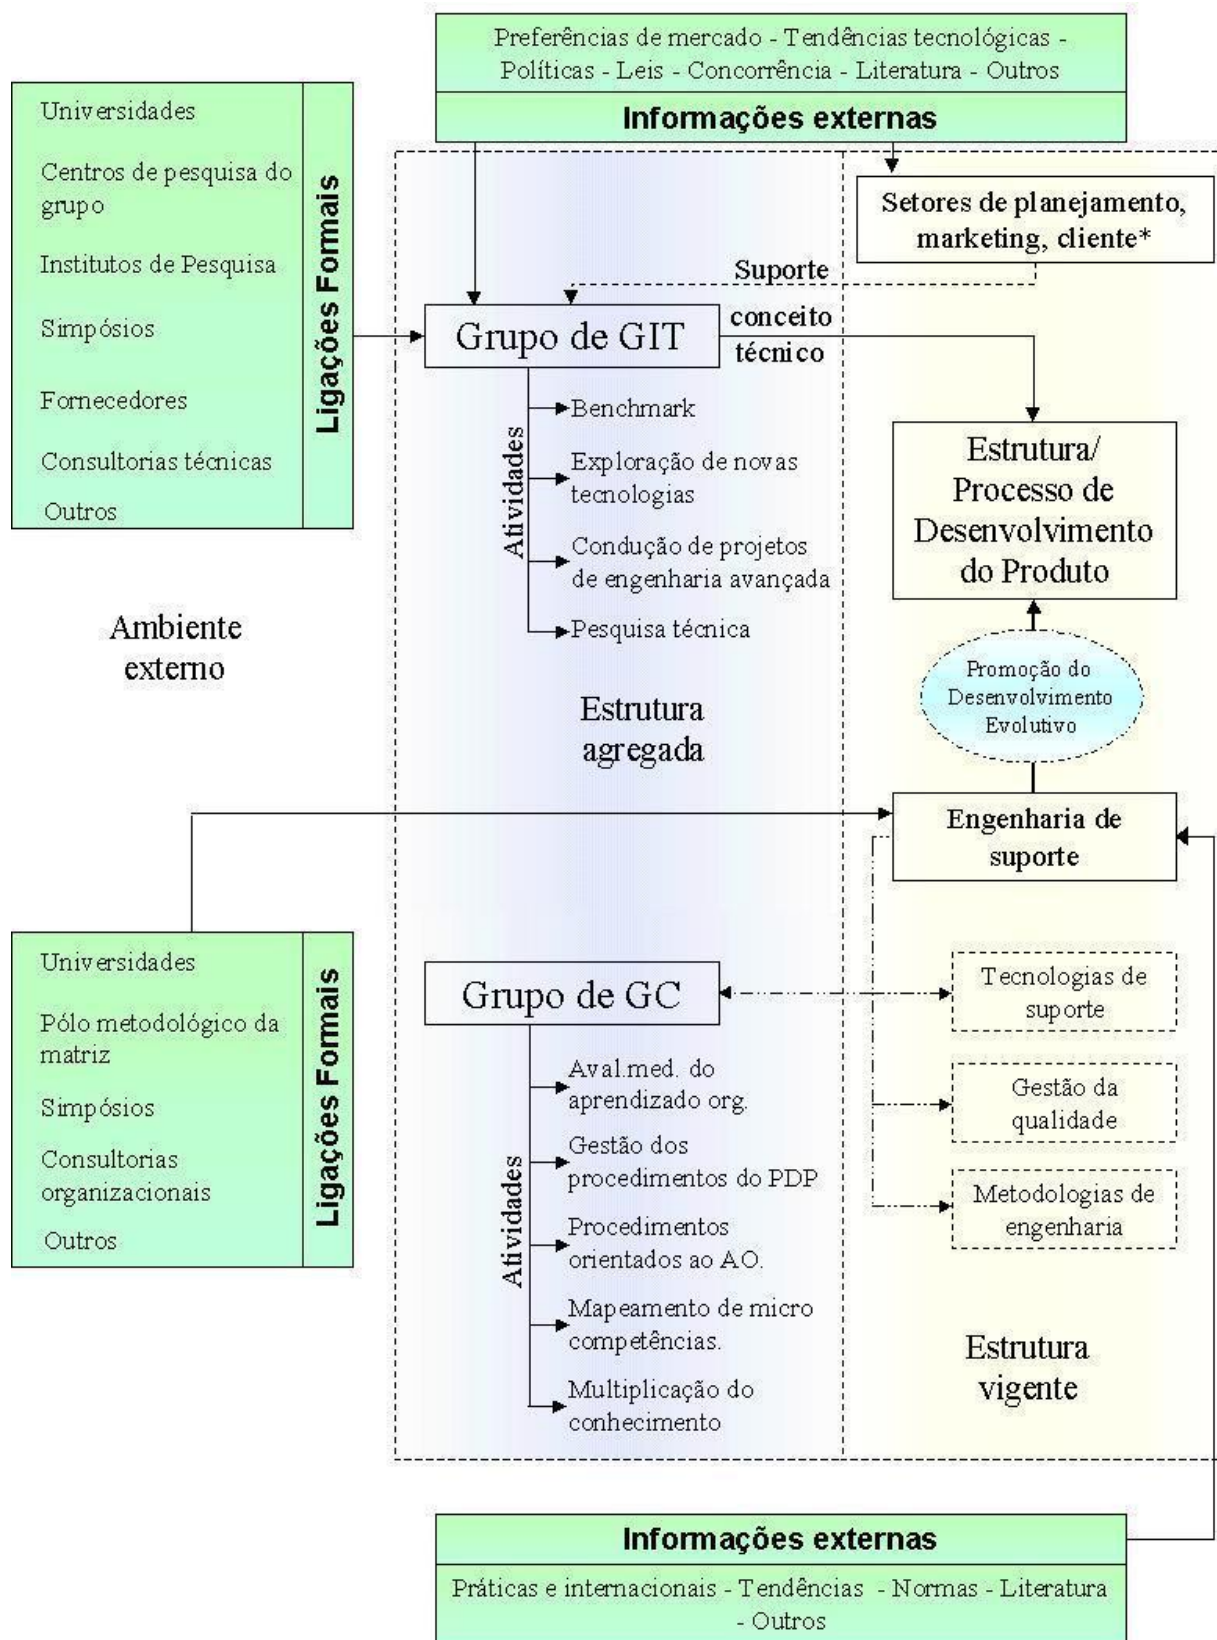 Preferências de mercado - Tendências tecnológicas -
Políticas - Leis - Concorrência - Literatura - Outros
Informações externas
Universidades
Centros de pesquisa do
grupo
Institutos de Pesquisa
Simpósios
Fornecedores
Consultorias técnicas
Outros
Ligações Formais
Setores de planejamento,
marketing, cliente*
Suporte
Grupo de GIT
conceito
técnico
Atividades
Benchmark
Exploração de novas
tecnologias
Condução de projetos
de engenharia avançada
Pesquisa técnica
Estrutura/
Processo de
Desenvolvimento
do Produto
Ambiente
externo
Estrutura
agregada
Promoção do
Desenvolvimento
Evolutivo
Engenharia de
suporte
Universidades
Pólo metodológico da
matriz
Simpósios
Consultorias
organizacionais
Outros
Ligações Formais
Grupo de GC
Atividades
Aval.med. do
aprendizado org.
Gestão dos
procedimentos do PDP
Procedimentos
orientados ao AO.
Mapeamento de micro
competências.
Multiplicação do
conhecimento
Tecnologias de
suporte
Gestão da
qualidade
Metodologias de
engenharia
Estrutura
vigente
Informações externas
Práticas e internacionais - Tendências - Normas - Literatura
- Outros